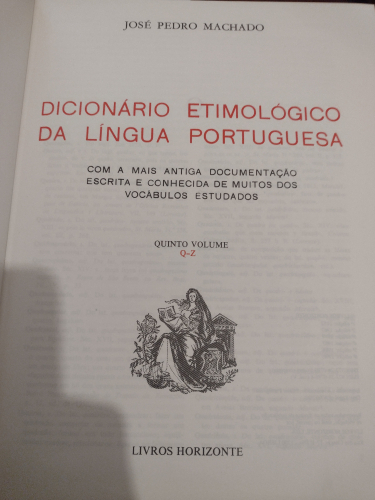 JOSÉ PEDRO MACHADO
DICIONÁRIO ETIMOLÓGICO
DA LÍNGUA PORTUGUESA
COM A MAIS ANTIGA DOCUMENTAÇÃO
ESCRITA E CONHECIDA DE MUITOS DOS
VOCÁBULOS ESTUDADOS
QUINTO VOLUME
Q-Z
LIVROS HORIZONTE